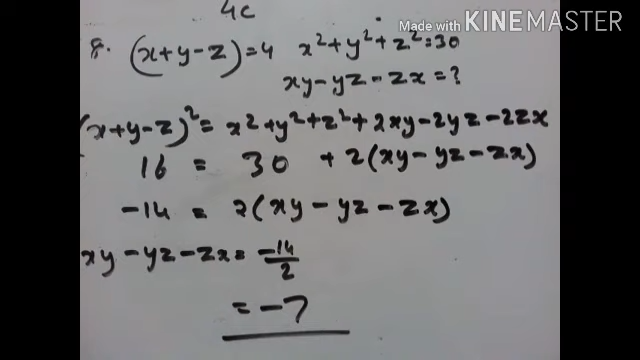 4c
Made with KINEMASTER
8. (x+y-z)=4 x²+y²+z²=30
xy-yz-zx=?
(x+y-z)²= x²+y²+z²+2xy-2yz-2zx
16 = 30 +2(xy-yz-zx)
-14 = 2(xy-yz-zx)
xy-yz-zx= -14/2
= -7